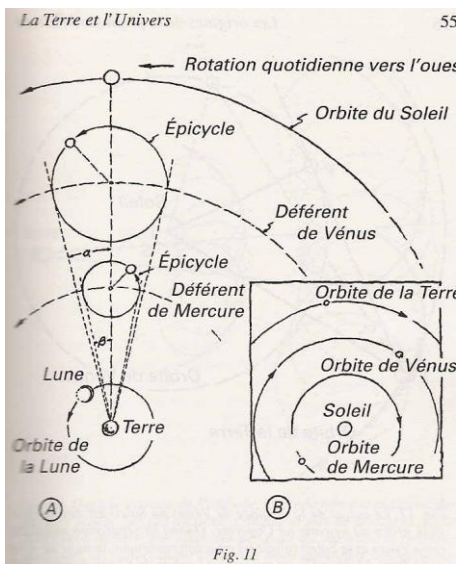 La Terre et l'Univers 55
Rotation quotidienne vers l'oues
Orbite du Soleil
Épicycle
Déférent
de Vénus
α
Épicycle
Déférent
de Mercure
β
Lune
Terre
Orbite de
la Lune
Orbite de la Terre
Orbite de Vénus
Soleil
Orbite
de Mercure
A B
Fig. 11